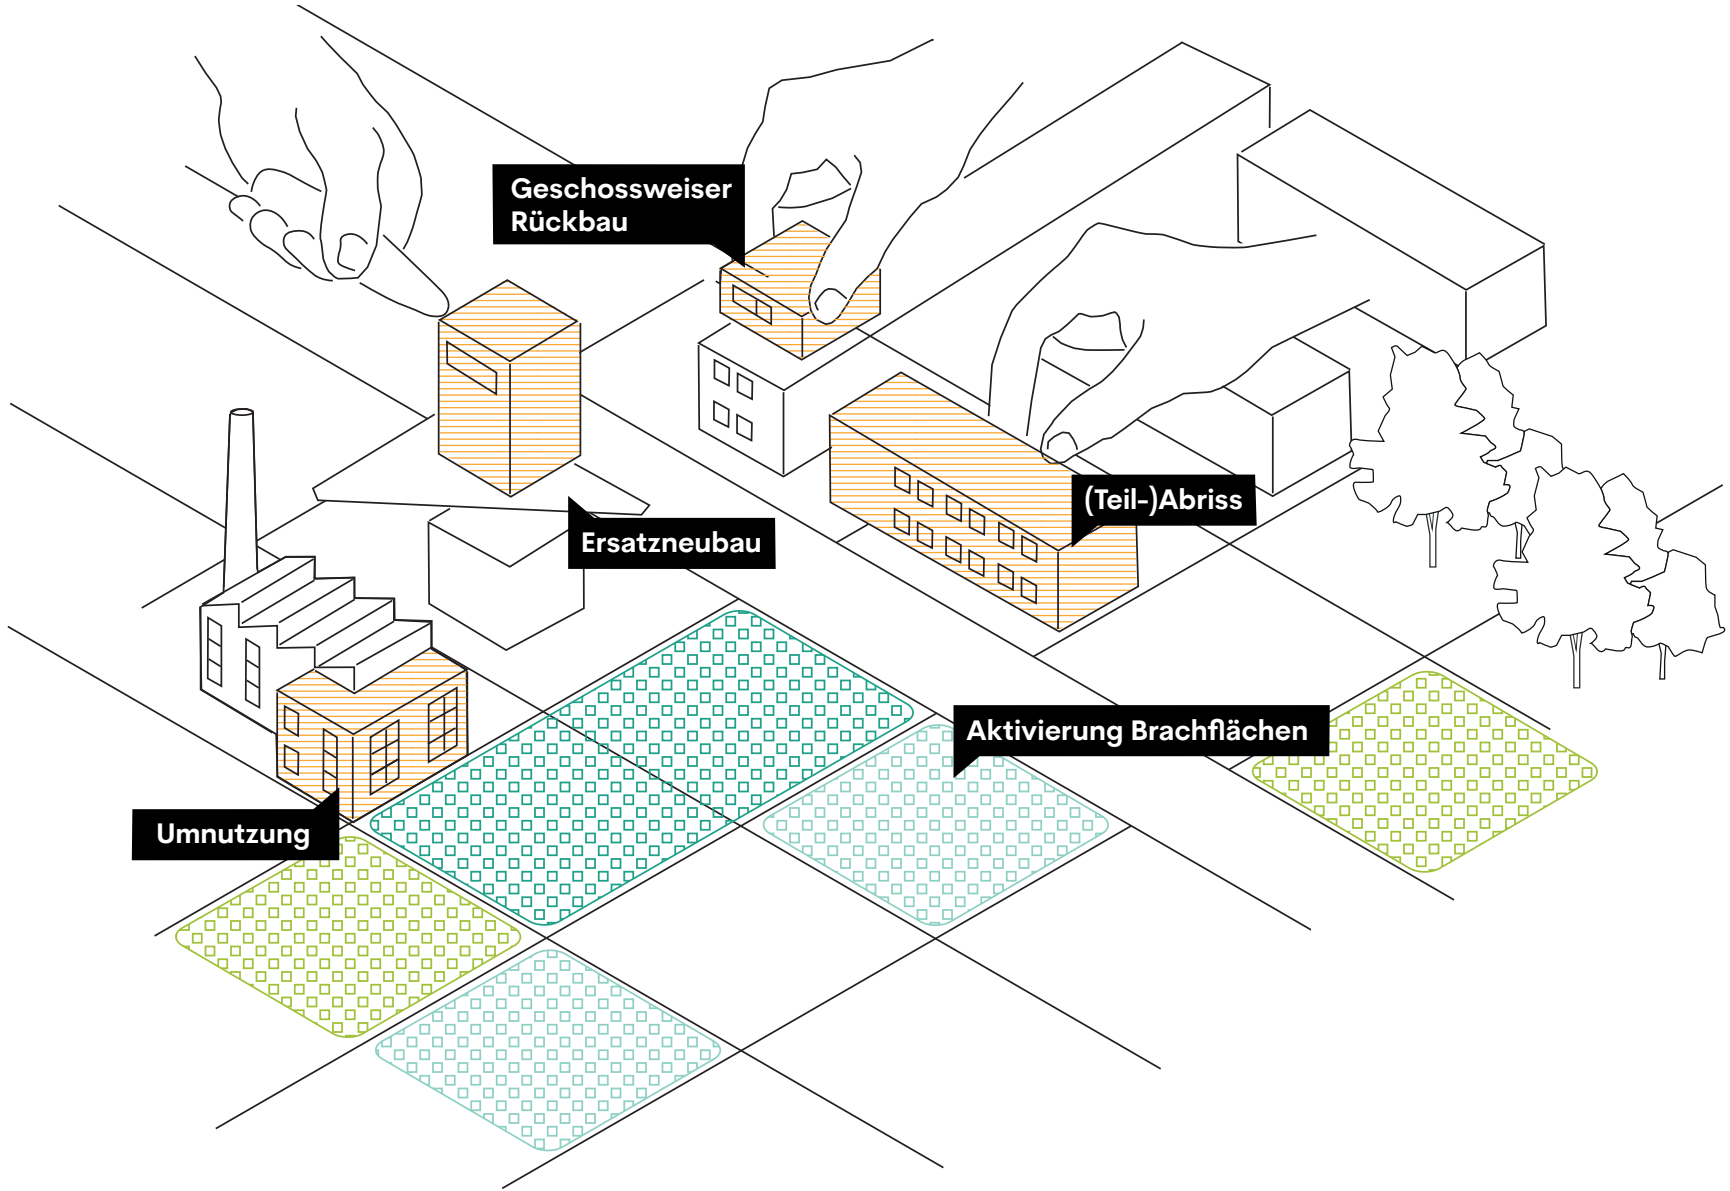 Geschossweiser
Rückbau
(Teil-)Abriss
Ersatzneubau
Aktivierung Brachflächen
Umnutzung